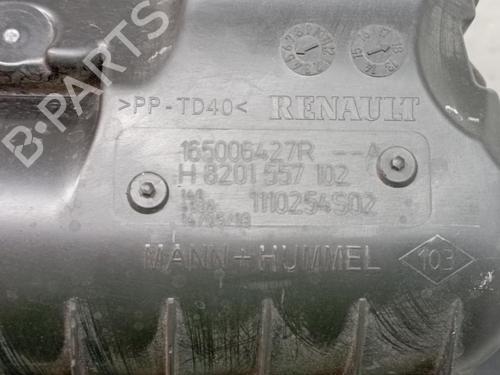 B-PARTS
>PP-TD40< RENAULT
165006427R --A
H 8201 557 102
1110254S02
MANN+HUMMEL
103